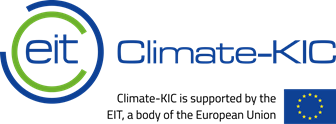 eit Climate-KIC
Climate-KIC is supported by the
EIT, a body of the European Union